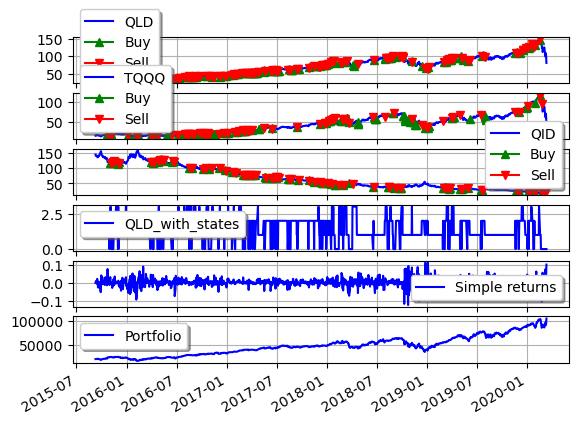 QLD
Buy
Sell
150
100
50
TQQQ
Buy
Sell
100
50
QID
Buy
Sell
150
100
50
QLD_with_states
2.5
0.0
Simple returns
0.1
0.0
−0.1
Portfolio
100000
50000
2015-07
2016-01
2016-07
2017-01
2017-07
2018-01
2018-07
2019-01
2019-07
2020-01